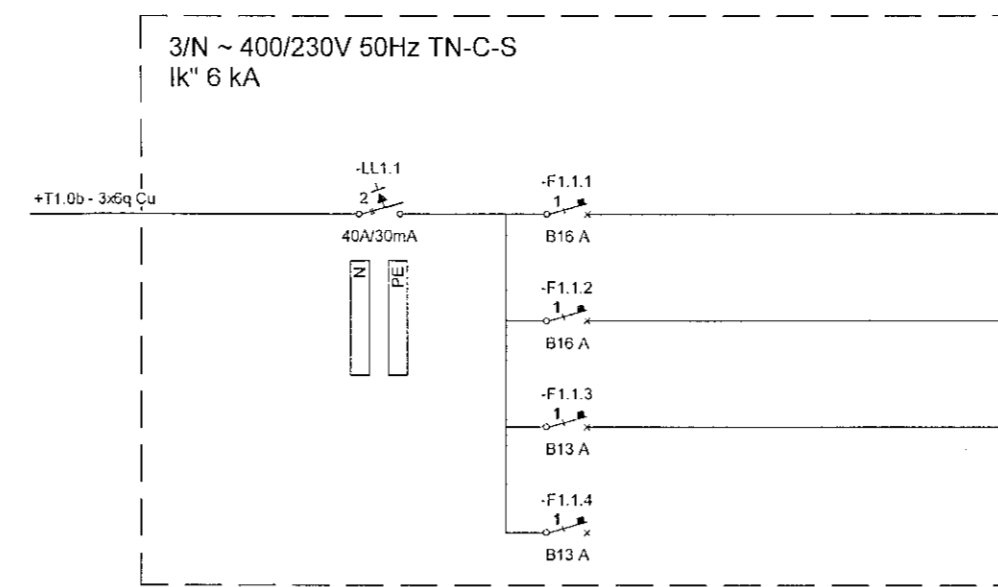 3/N ~ 400/230V 50Hz TN-C-S
Ik" 6 kA
-LL1.1
+T1.0b - 3x6q Cu
2
40A/30mA
N
PE
-F1.1.1
1
B16 A
-F1.1.2
1
B16 A
-F1.1.3
1
B13 A
-F1.1.4
1
B13 A